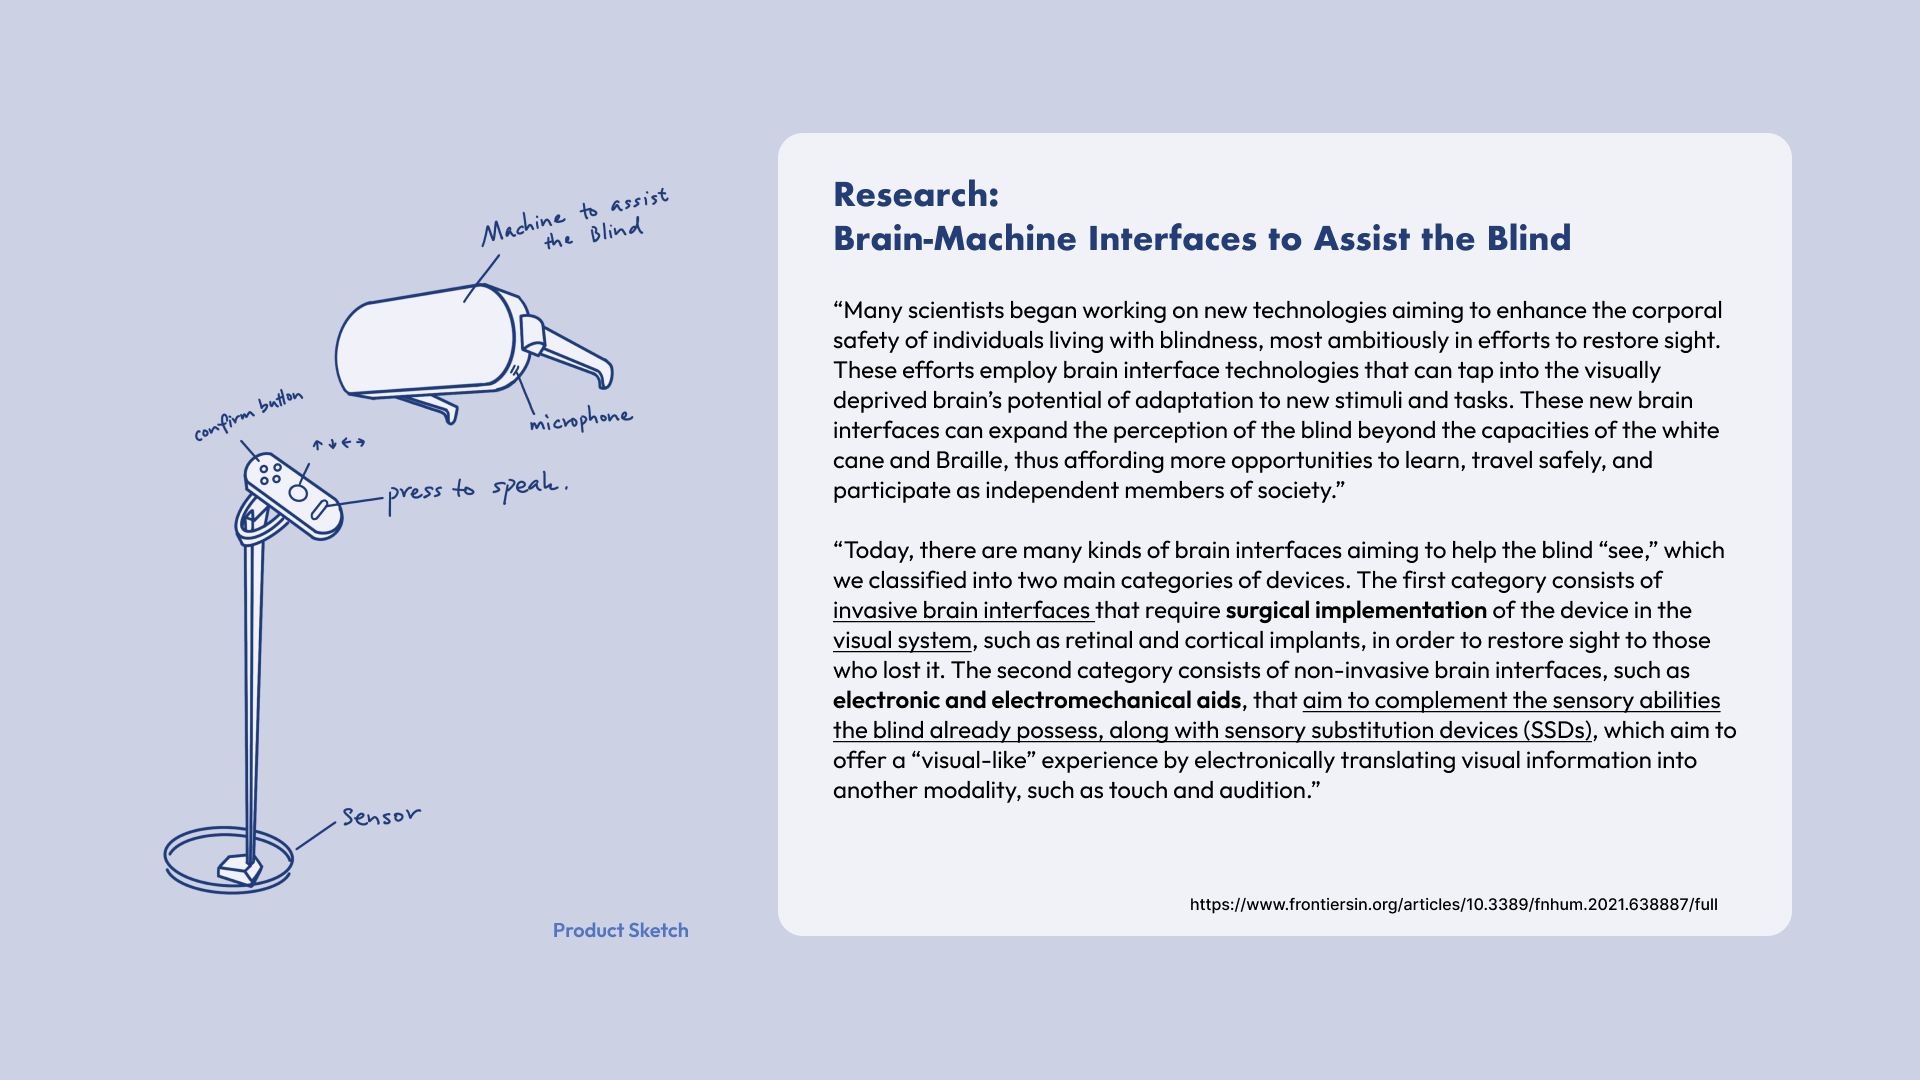 Machine to assist
the Blind
microphone
confirm button
↑ ↓ ← →
press to speak.
Sensor
Product Sketch
Research:
Brain-Machine Interfaces to Assist the Blind
“Many scientists began working on new technologies aiming to enhance the corporal
safety of individuals living with blindness, most ambitiously in efforts to restore sight.
These efforts employ brain interface technologies that can tap into the visually
deprived brain’s potential of adaptation to new stimuli and tasks. These new brain
interfaces can expand the perception of the blind beyond the capacities of the white
cane and Braille, thus affording more opportunities to learn, travel safely, and
participate as independent members of society.”
“Today, there are many kinds of brain interfaces aiming to help the blind “see,” which
we classified into two main categories of devices. The first category consists of
invasive brain interfaces that require surgical implementation of the device in the
visual system, such as retinal and cortical implants, in order to restore sight to those
who lost it. The second category consists of non-invasive brain interfaces, such as
electronic and electromechanical aids, that aim to complement the sensory abilities
the blind already possess, along with sensory substitution devices (SSDs), which aim to
offer a “visual-like” experience by electronically translating visual information into
another modality, such as touch and audition.”
https://www.frontiersin.org/articles/10.3389/fnhum.2021.638887/full